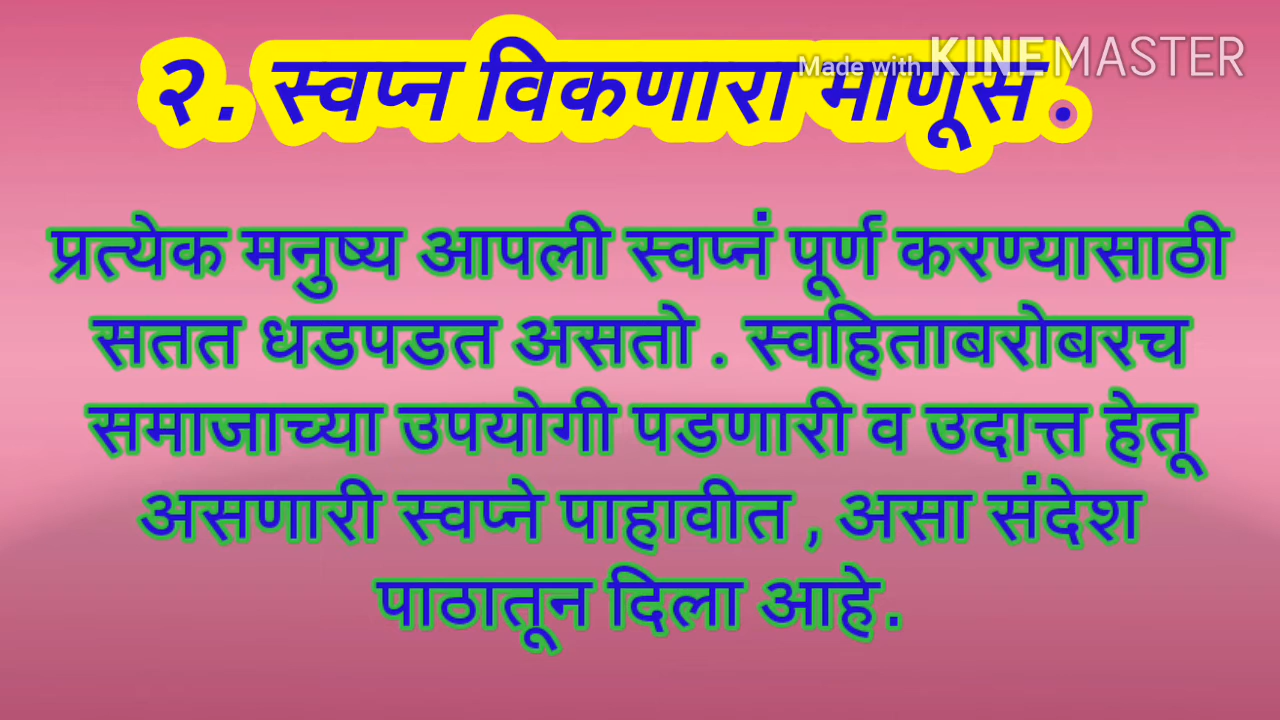 २. स्वप्न विकणारा माणूस.
Made with KINEMASTER
प्रत्येक मनुष्य आपली स्वप्नं पूर्ण करण्यासाठी
सतत धडपडत असतो . स्वहिताबरोबरच
समाजाच्या उपयोगी पडणारी व उदात्त हेतू
असणारी स्वप्ने पाहावीत , असा संदेश
पाठातून दिला आहे.